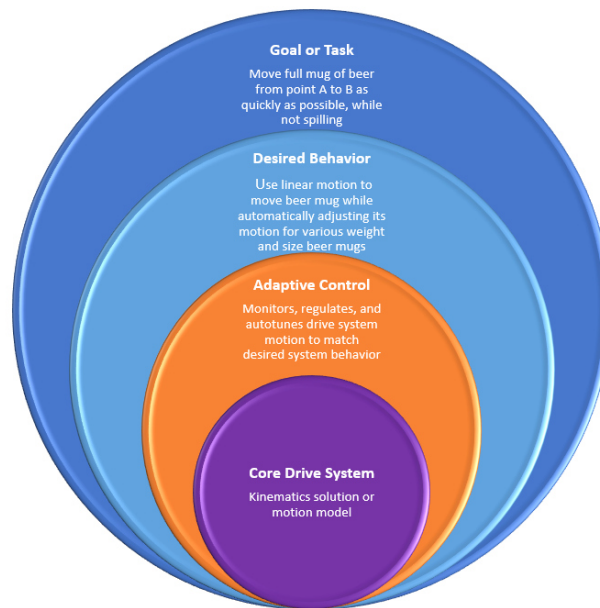 Goal or Task
Move full mug of beer
from point A to B as
quickly as possible, while
not spilling
Desired Behavior
Use linear motion to
move beer mug while
automatically adjusting its
motion for various weight
and size beer mugs
Adaptive Control
Monitors, regulates, and
autotunes drive system
motion to match
desired system behavior
Core Drive System
Kinematics solution or
motion model